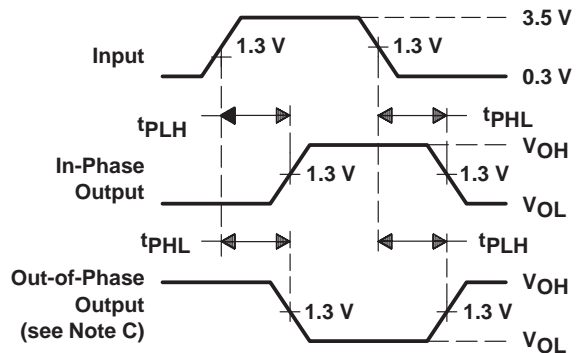 3.5 V
1.3 V
1.3 V
Input
0.3 V
tPLH
tPHL
In-Phase
Output
VOH
1.3 V
1.3 V
VOL
tPHL
tPLH
Out-of-Phase
Output
(see Note C)
VOH
1.3 V
1.3 V
VOL